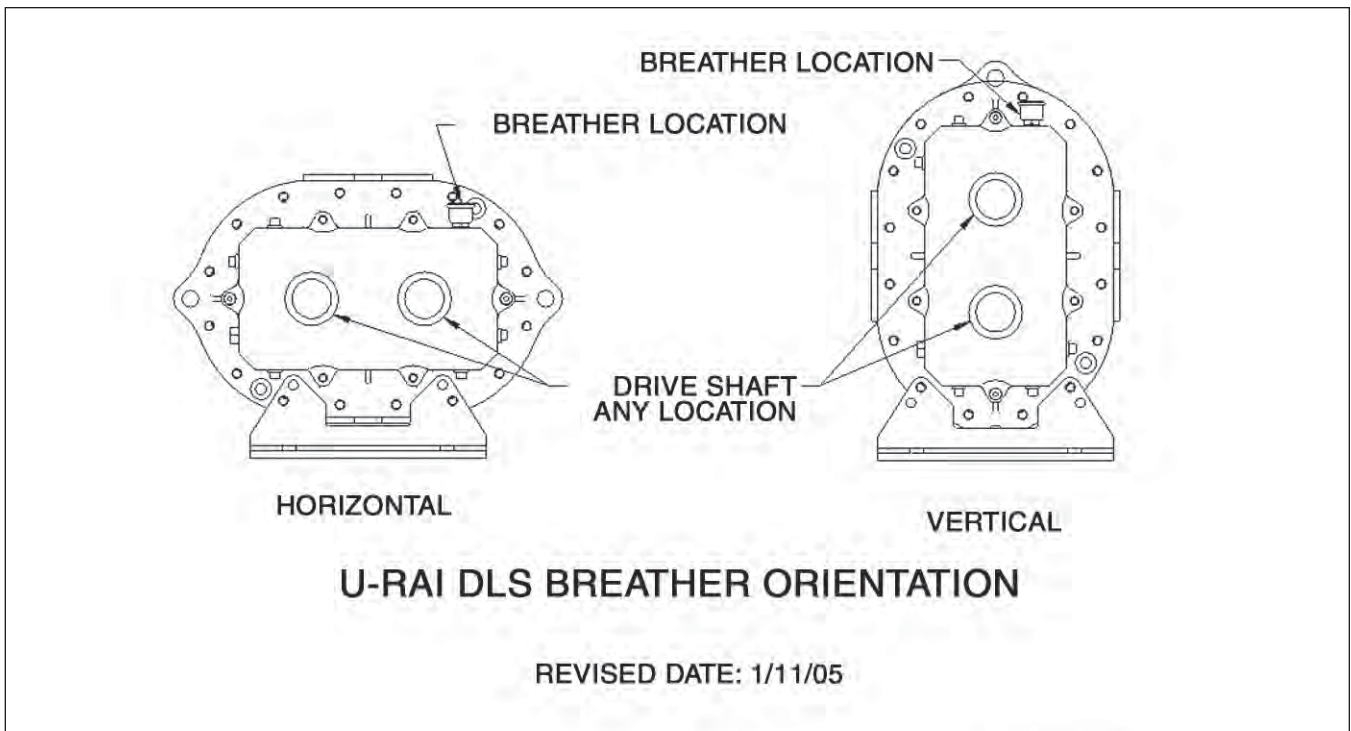 BREATHER LOCATION
BREATHER LOCATION
DRIVE SHAFT
ANY LOCATION
HORIZONTAL
VERTICAL
U-RAI DLS BREATHER ORIENTATION
REVISED DATE: 1/11/05